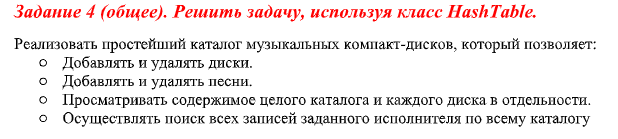 Задание 4 (общее). Решить задачу, используя класс HashTable.
Реализовать простейший каталог музыкальных компакт-дисков, который позволяет:
o Добавлять и удалять диски.
o Добавлять и удалять песни.
o Просматривать содержимое целого каталога и каждого диска в отдельности.
o Осуществлять поиск всех записей заданного исполнителя по всему каталогу